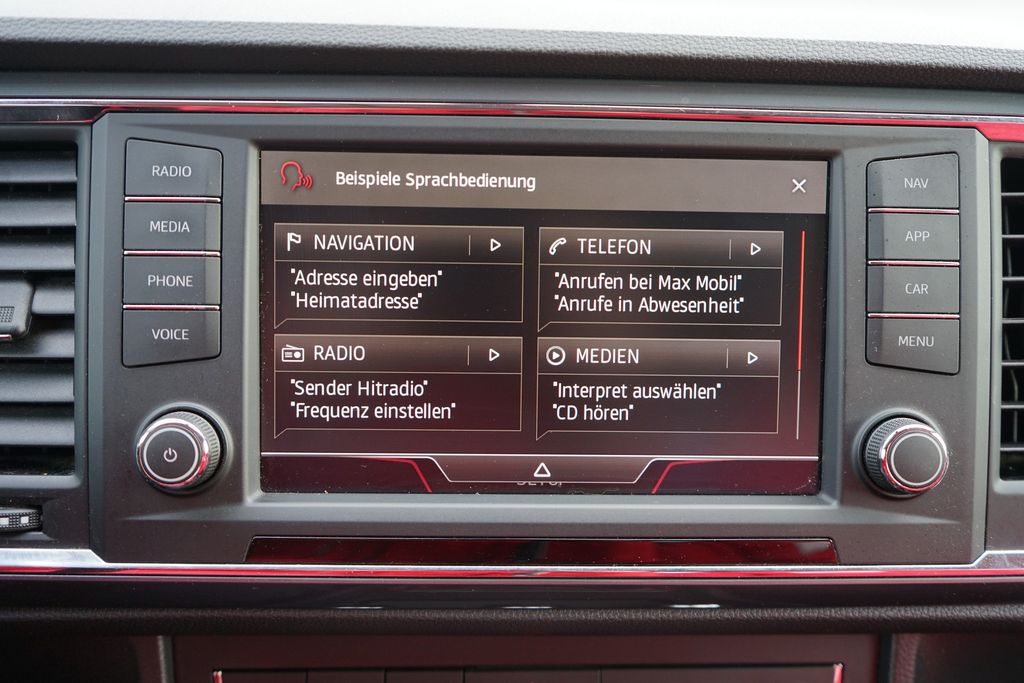 RADIO
MEDIA
PHONE
VOICE
Beispiele Sprachbedienung
NAVIGATION
"Adresse eingeben"
"Heimatadresse"
TELEFON
"Anrufen bei Max Mobil"
"Anrufe in Abwesenheit"
RADIO
"Sender Hitradio"
"Frequenz einstellen"
MEDIEN
"Interpret auswählen"
"CD hören"
NAV
APP
CAR
MENU